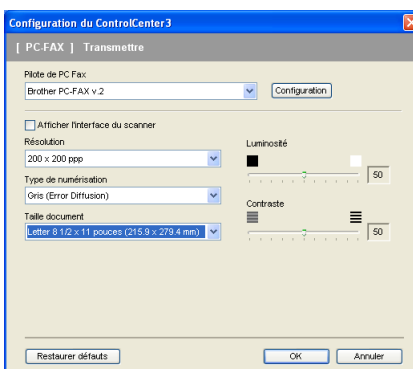 Configuration du ControlCenter3
[ PC-FAX ] Transmettre
Pilote de PC Fax
Brother PC-FAX v.2
Configuration
Afficher l'interface du scanner
Résolution
200 x 200 ppp
Type de numérisation
Gris (Error Diffusion)
Taille document
Letter 8 1/2 x 11 pouces (215.9 x 279.4 mm)
Luminosité
50
Contraste
50
Restaurer défauts
OK
Annuler